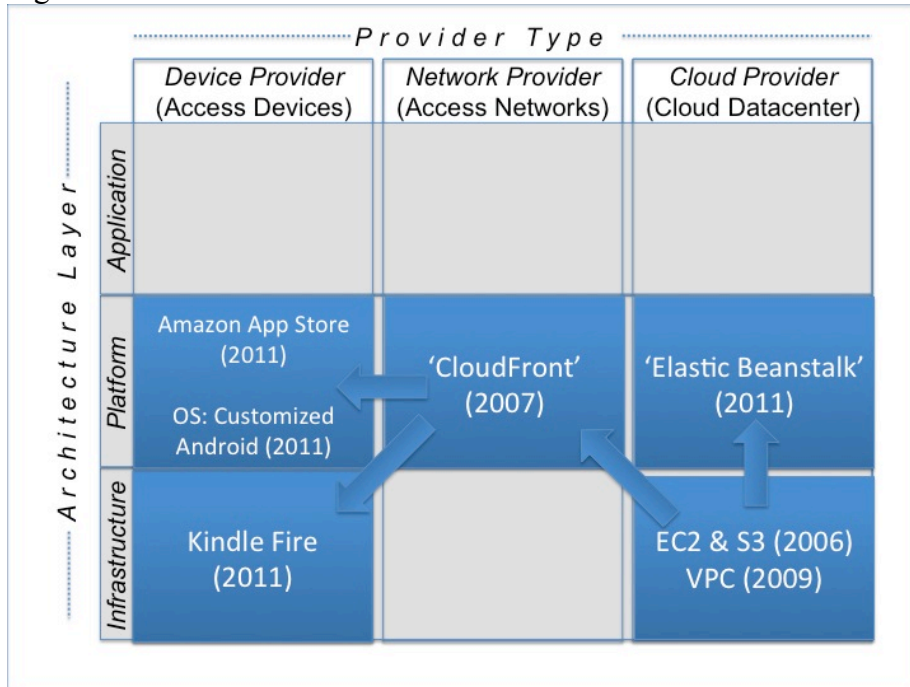 Provider Type
Device Provider
(Access Devices)
Network Provider
(Access Networks)
Cloud Provider
(Cloud Datacenter)
Architecture Layer
Application
Platform
Amazon App Store
(2011)
OS: Customized
Android (2011)
'CloudFront'
(2007)
'Elastic Beanstalk'
(2011)
Infrastructure
Kindle Fire
(2011)
EC2 & S3 (2006)
VPC (2009)